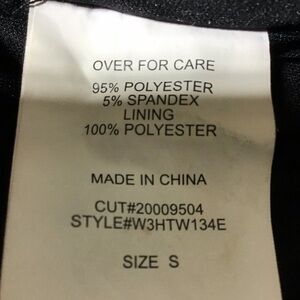 OVER FOR CARE
95% POLYESTER
5% SPANDEX
LINING
100% POLYESTER
MADE IN CHINA
CUT#20009504
STYLE#W3HTW134E
SIZE S